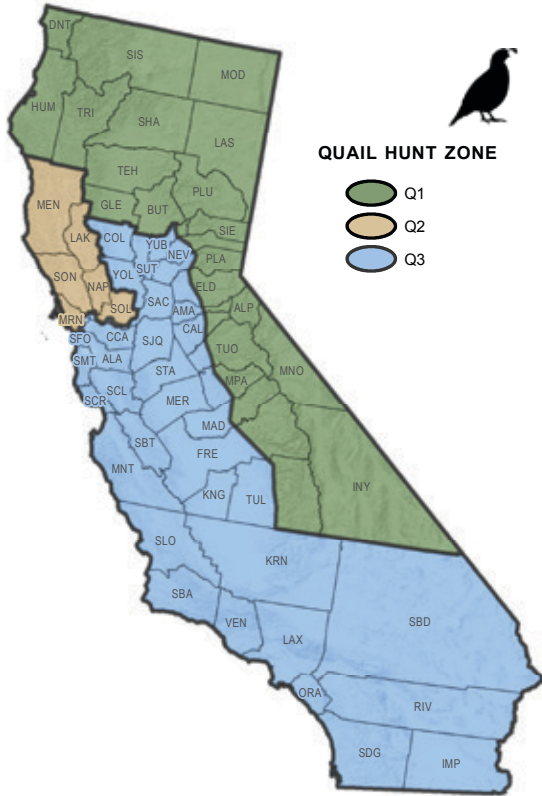 DNT
SIS
MOD
HUM
TRI
SHA
LAS
QUAIL HUNT ZONE
TEH
PLU
Q1
MEN
GLE
BUT
Q2
LAK
COL
YUB
SIE
NEV
Q3
PLA
SON
YOL
SUT
NAP
ELD
SOL
SAC
AMA
ALP
MRN
SFO
CCA
CAL
SJQ
TUO
SMT
ALA
STA
MNO
SCL
MPA
SCR
MER
MAD
SBT
FRE
MNT
KNG
TUL
INY
SLO
KRN
SBA
VEN
SBD
LAX
ORA
RIV
SDG
IMP